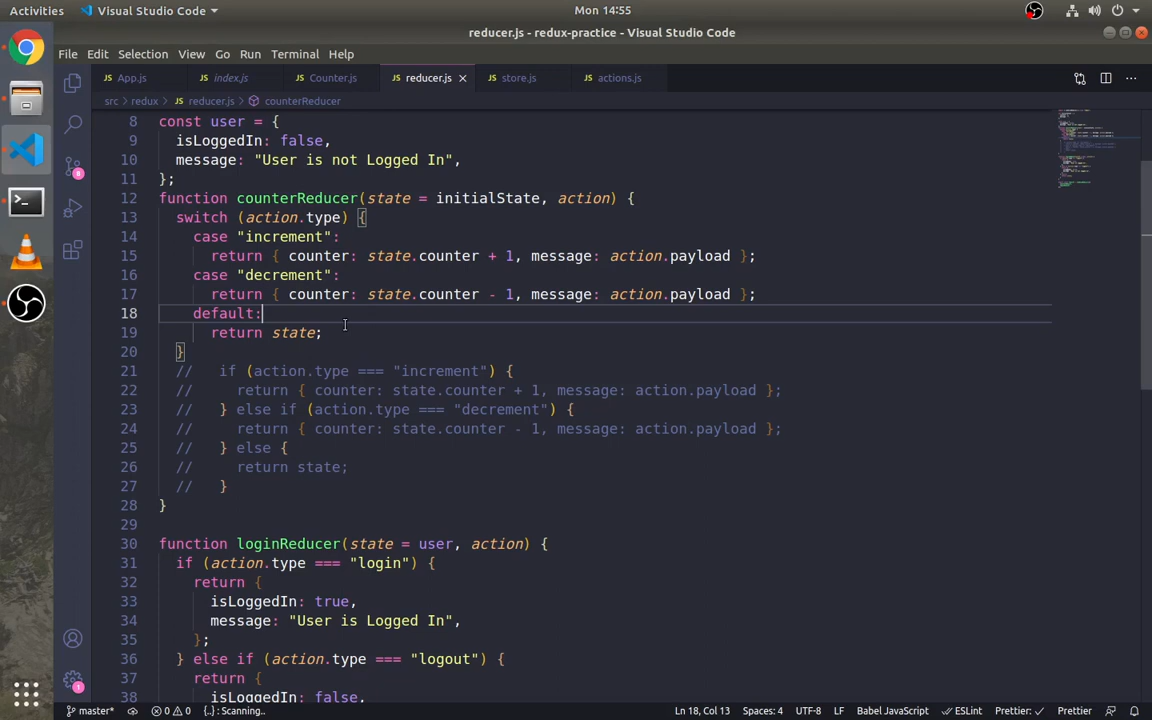 Activities Visual Studio Code Mon 14:55
reducer.js - redux-practice - Visual Studio Code
File Edit Selection View Go Run Terminal Help
JS App.js JS index.js JS Counter.js JS reducer.js JS store.js JS actions.js
src > redux > JS reducer.js > counterReducer
8 const user = {
9 isLoggedIn: false,
10 message: "User is not Logged In",
11 };
12 function counterReducer(state = initialState, action) {
13 switch (action.type) {
14 case "increment":
15 return { counter: state.counter + 1, message: action.payload };
16 case "decrement":
17 return { counter: state.counter - 1, message: action.payload };
18 default:
19 return state;
20 }
21 // if (action.type === "increment") {
22 // return { counter: state.counter + 1, message: action.payload };
23 // } else if (action.type === "decrement") {
24 // return { counter: state.counter - 1, message: action.payload };
25 // } else {
26 // return state;
27 // }
28 }
29
30 function loginReducer(state = user, action) {
31 if (action.type === "login") {
32 return {
33 isLoggedIn: true,
34 message: "User is Logged In",
35 };
36 } else if (action.type === "logout") {
37 return {
38 isLoggedIn: false,
8
1
master* 0 0 {..}: Scanning.. Ln 18, Col 13 Spaces: 4 UTF-8 LF Babel JavaScript ESLint Prettier: Prettier